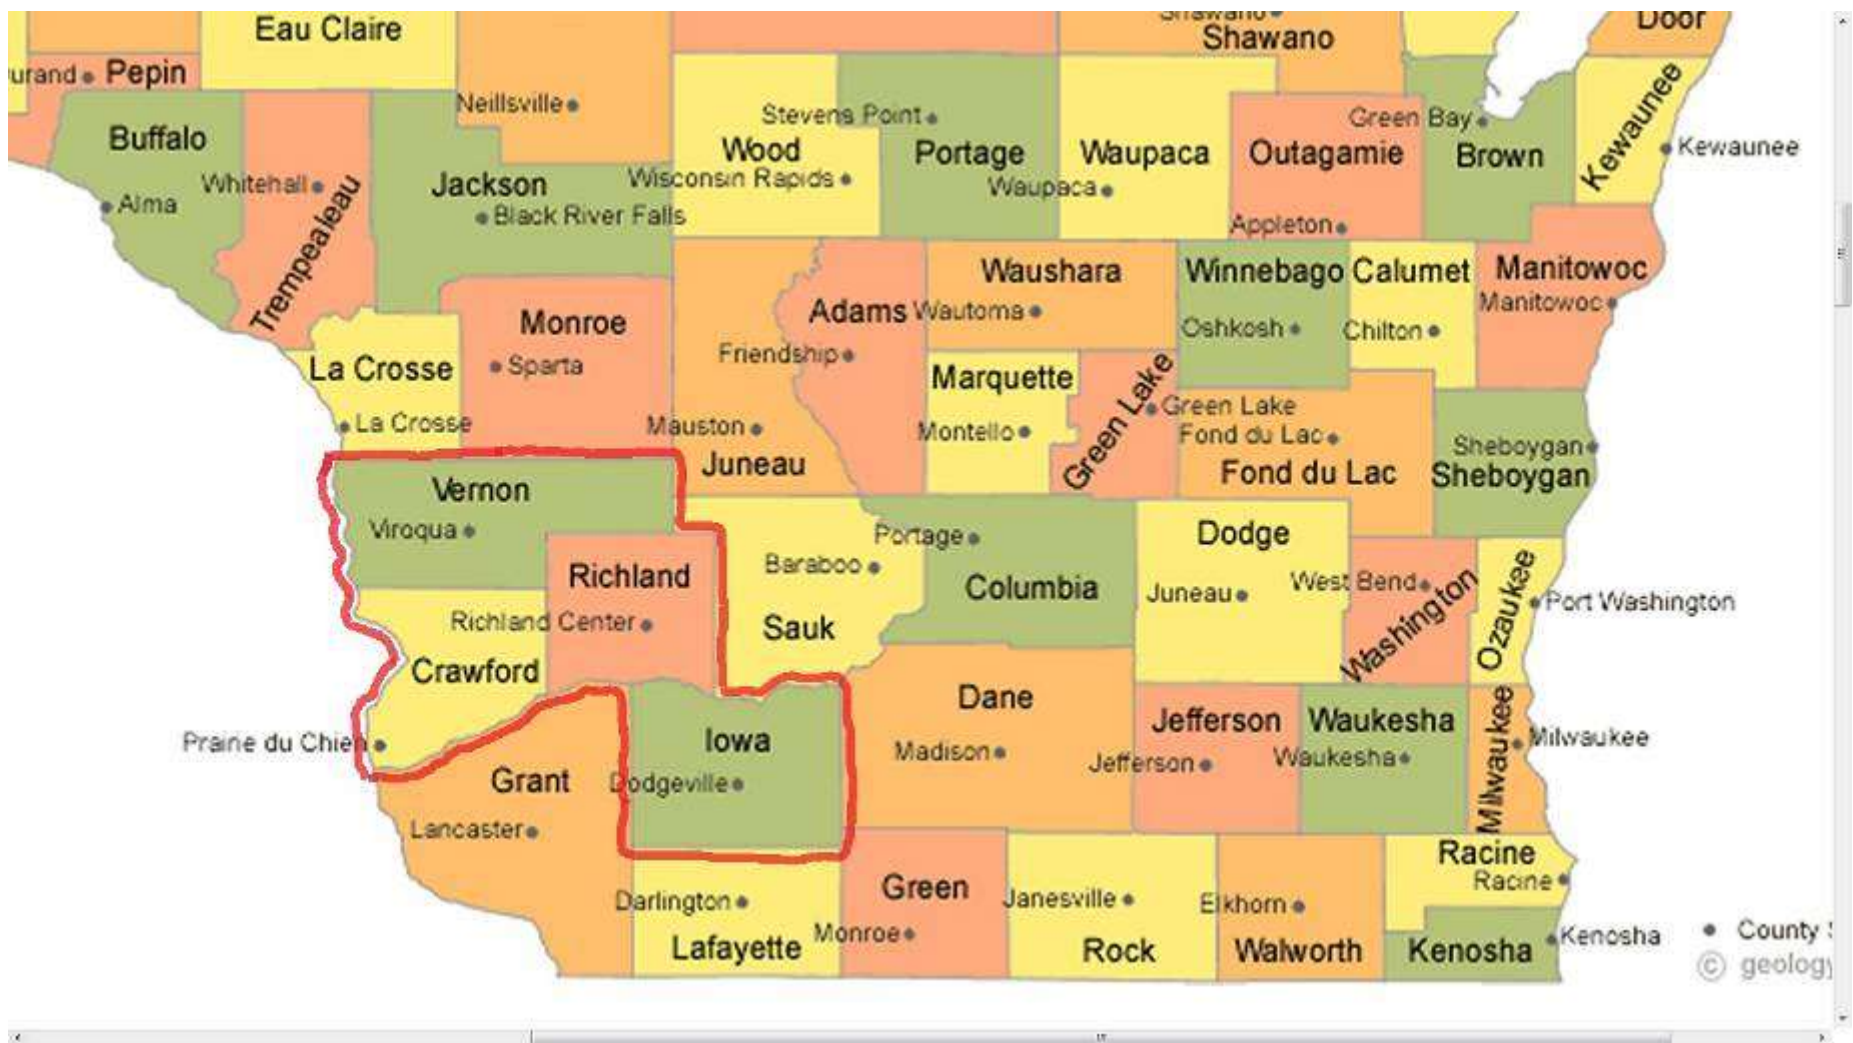 Eau Claire
Shawano
Shawano
Door
Pepin
Neillsville
Stevens Point
Green Bay
Kewaunee
Kewaunee
Buffalo
Wood
Portage
Waupaca
Outagamie
Brown
Whitehall
Jackson
Wisconsin Rapids
Waupaca
Alma
Trempealeau
Black River Falls
Appleton
Waushara
Winnebago
Calumet
Manitowoc
Manitowoc
Adams
Wautoma
Monroe
Oshkosh
Chilton
Friendship
La Crosse
Sparta
Marquette
Green Lake
Green Lake
La Crosse
Mauston
Montello
Fond du Lac
Sheboygan
Juneau
Fond du Lac
Sheboygan
Vernon
Viroqua
Portage
Dodge
Richland
Baraboo
Columbia
Juneau
West Bend
Washington
Ozaukee
Port Washington
Richland Center
Sauk
Crawford
Dane
Jefferson
Waukesha
Milwaukee
Milwaukee
Prairie du Chien
Iowa
Madison
Jefferson
Waukesha
Grant
Dodgeville
Lancaster
Racine
Racine
Green
Darlington
Janesville
Elkhorn
Monroe
Lafayette
Rock
Walworth
Kenosha
Kenosha
County
© geology